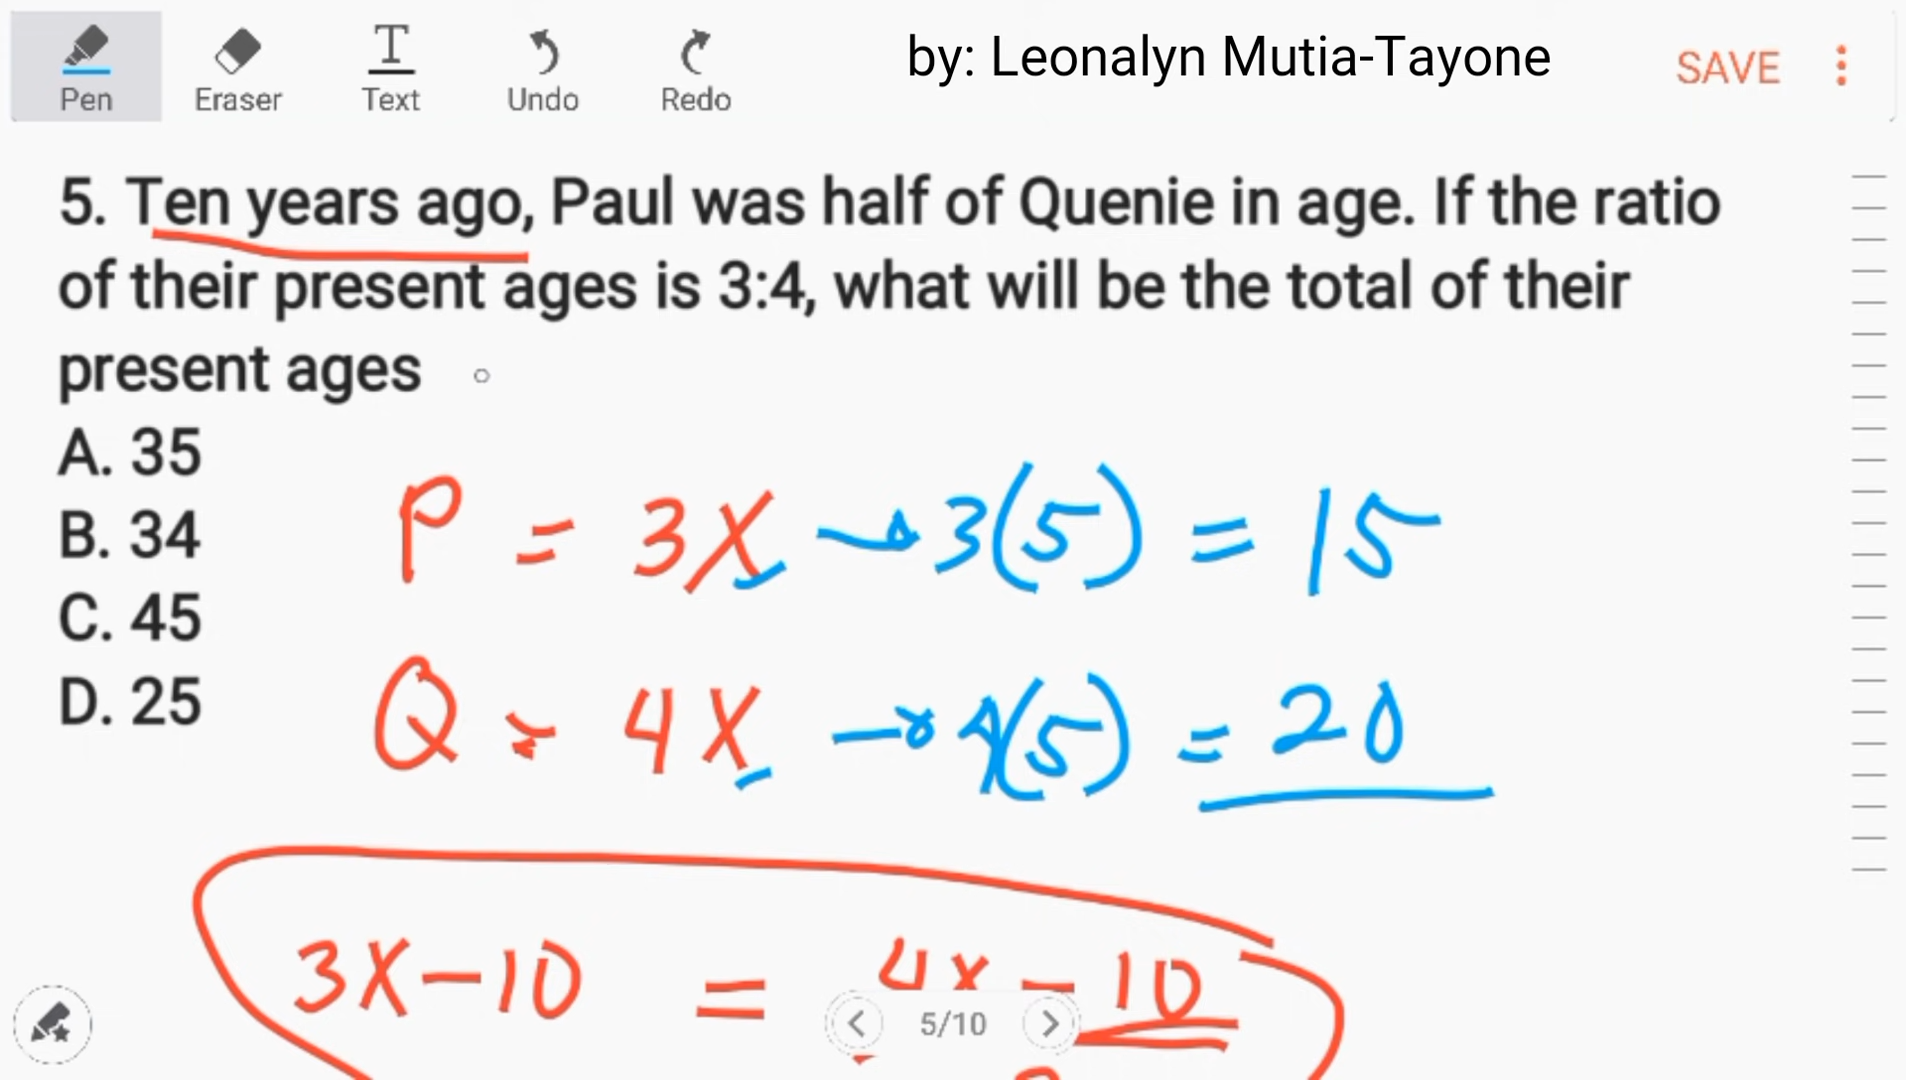 Pen Eraser Text Undo Redo by: Leonalyn Mutia-Tayone SAVE
5. Ten years ago, Paul was half of Quenie in age. If the ratio
of their present ages is 3:4, what will be the total of their
present ages
A. 35
B. 34
C. 45
D. 25
P = 3X → 3(5) = 15
Q = 4X → 4(5) = 20
3X - 10 = 4X - 10
5/10